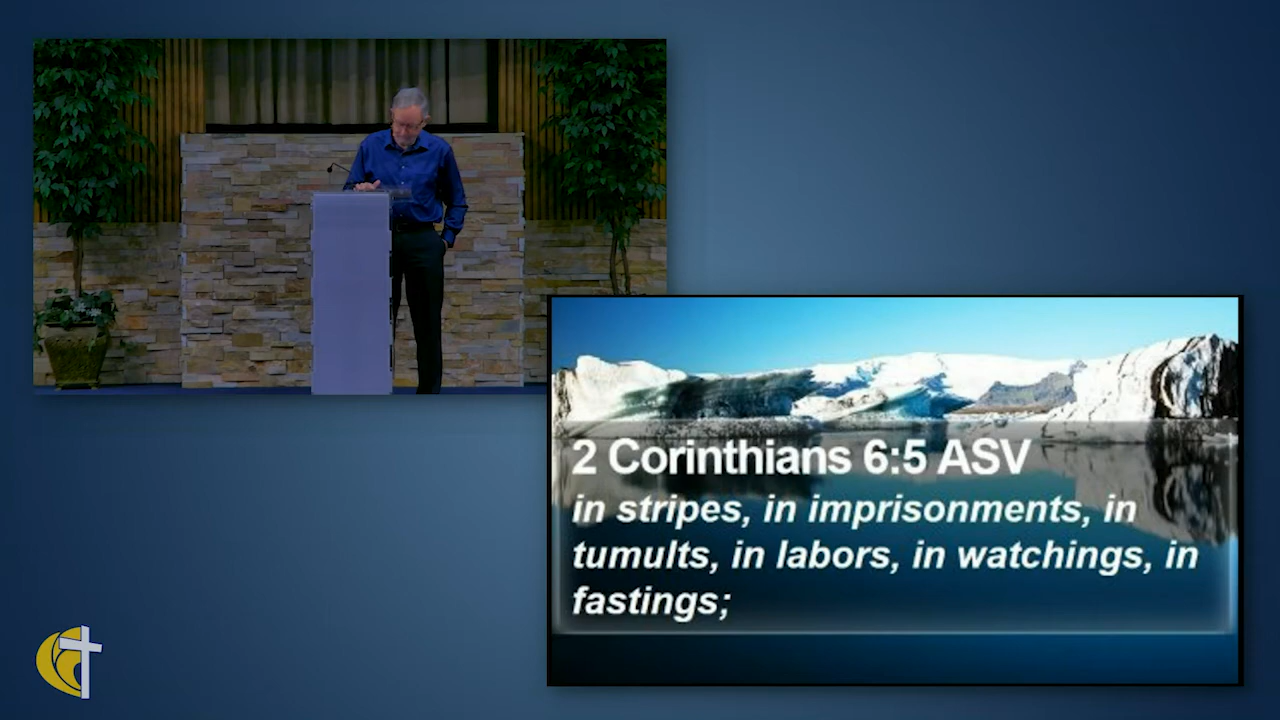 2 Corinthians 6:5 ASV
in stripes, in imprisonments, in
tumults, in labors, in watchings, in
fastings;